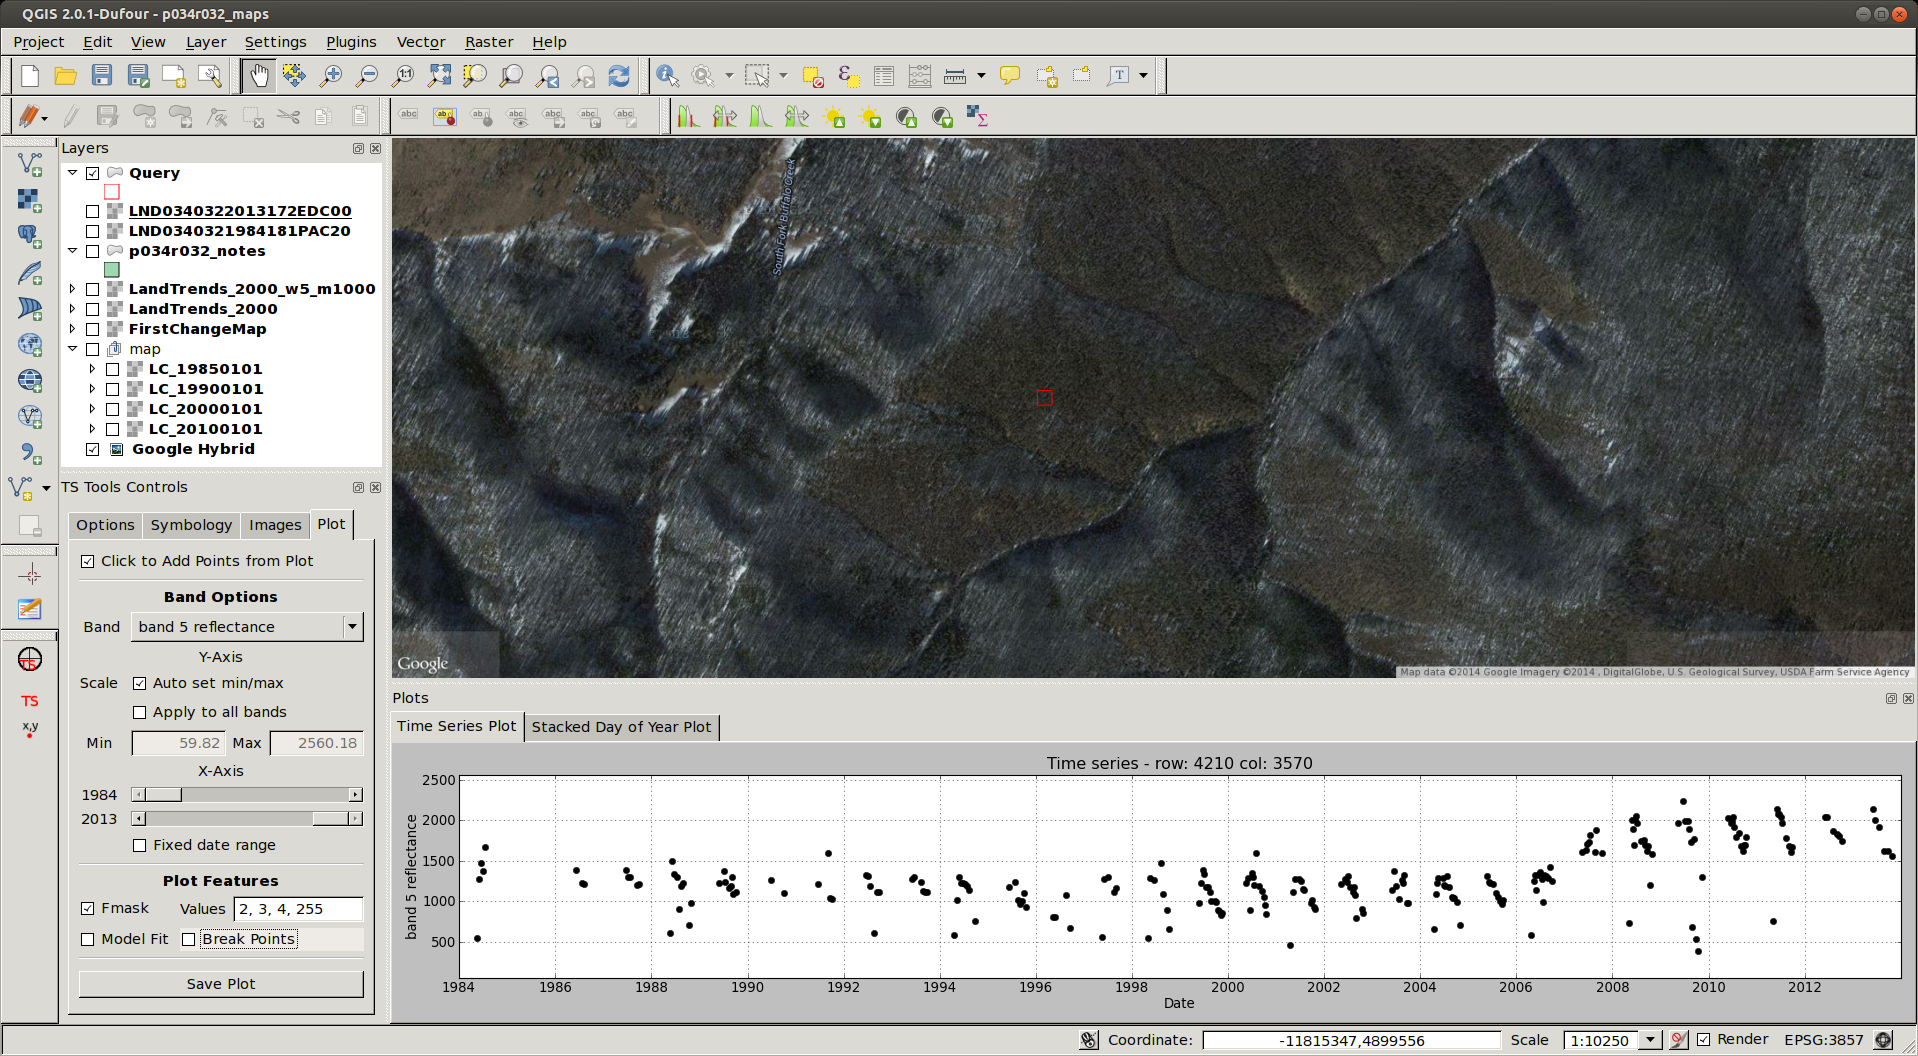 QGIS 2.0.1-Dufour - p034r032_maps
Project Edit View Layer Settings Plugins Vector Raster Help
Layers
Query
LND0340322013172EDC00
LND0340321984181PAC20
p034r032_notes
LandTrends_2000_w5_m1000
LandTrends_2000
FirstChangeMap
map
LC_19850101
LC_19900101
LC_20000101
LC_20100101
Google Hybrid
TS Tools Controls
Options Symbology Images Plot
Click to Add Points from Plot
Band Options
Band band 5 reflectance
Y-Axis
Scale Auto set min/max
Apply to all bands
Min 59.82 Max 2560.18
X-Axis
1984
2013
Fixed date range
Plot Features
Fmask Values 2, 3, 4, 255
Model Fit Break Points
Save Plot
TS
TS
x,y
South Fork Buffalo Creek
Google
Map data ©2014 Google Imagery ©2014 , DigitalGlobe, U.S. Geological Survey, USDA Farm Service Agency
Plots
Time Series Plot Stacked Day of Year Plot
Time series - row: 4210 col: 3570
band 5 reflectance
2500
2000
1500
1000
500
1984 1986 1988 1990 1992 1994 1996 1998 2000 2002 2004 2006 2008 2010 2012
Date
Coordinate: -11815347,4899556 Scale 1:10250 Render EPSG:3857